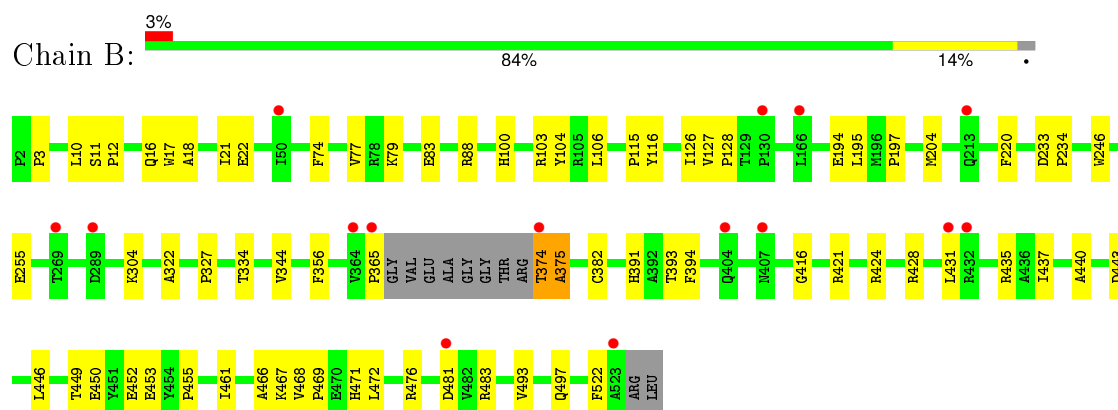 3%
Chain B:
84% 14% •
P2 P3 L10 S11 P12 Q16 W17 A18 I21 E22 I50 F74 V77 R78 K79 E83 R88 H100 R103 Y104 R105 L106 P115 Y116 I126 V127 P128 T129 P130 L166 E194 L195 M196 P197 M204 Q213 F220 D233 P234 W246
E255 T269 D289 K304 A322 P327 T334 V344 F356 V364 P365 GLY VAL GLU ALA GLY GLY THR ARG T374 A375 C382 H391 A392 T393 F394 Q404 N407 G416 R421 R424 R428 L431 R432 R435 A436 I437 A440
L446 T449 E450 Y451 E452 E453 Y454 P455 I461 A466 K467 V468 P469 E470 H471 L472 R476 D481 V482 R483 V493 Q497 F522 A523 ARG LEU